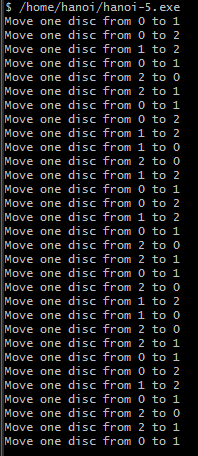 $ /home/hanoi/hanoi-5.exe
Move one disc from 0 to 1
Move one disc from 0 to 2
Move one disc from 1 to 2
Move one disc from 0 to 1
Move one disc from 2 to 0
Move one disc from 2 to 1
Move one disc from 0 to 1
Move one disc from 0 to 2
Move one disc from 1 to 2
Move one disc from 1 to 0
Move one disc from 2 to 0
Move one disc from 1 to 2
Move one disc from 0 to 1
Move one disc from 0 to 2
Move one disc from 1 to 2
Move one disc from 0 to 1
Move one disc from 2 to 0
Move one disc from 2 to 1
Move one disc from 0 to 1
Move one disc from 2 to 0
Move one disc from 1 to 2
Move one disc from 1 to 0
Move one disc from 2 to 0
Move one disc from 2 to 1
Move one disc from 0 to 1
Move one disc from 0 to 2
Move one disc from 1 to 2
Move one disc from 0 to 1
Move one disc from 2 to 0
Move one disc from 2 to 1
Move one disc from 0 to 1